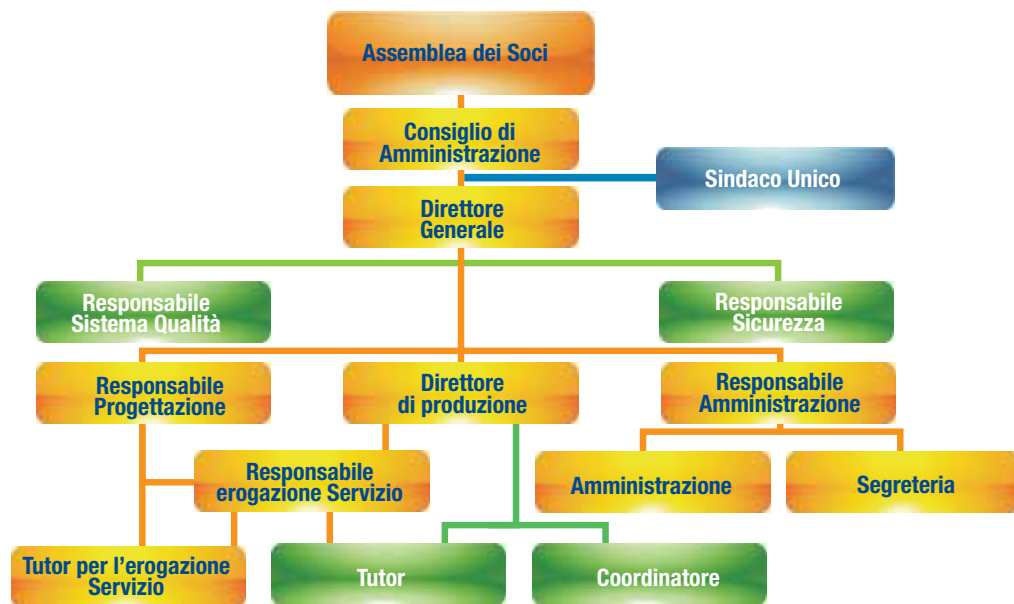 Assemblea dei Soci
Consiglio di
Amministrazione
Sindaco Unico
Direttore
Generale
Responsabile
Sistema Qualità
Responsabile
Sicurezza
Responsabile
Progettazione
Direttore
di produzione
Responsabile
Amministrazione
Responsabile
erogazione Servizio
Amministrazione
Segreteria
Tutor per l'erogazione
Servizio
Tutor
Coordinatore